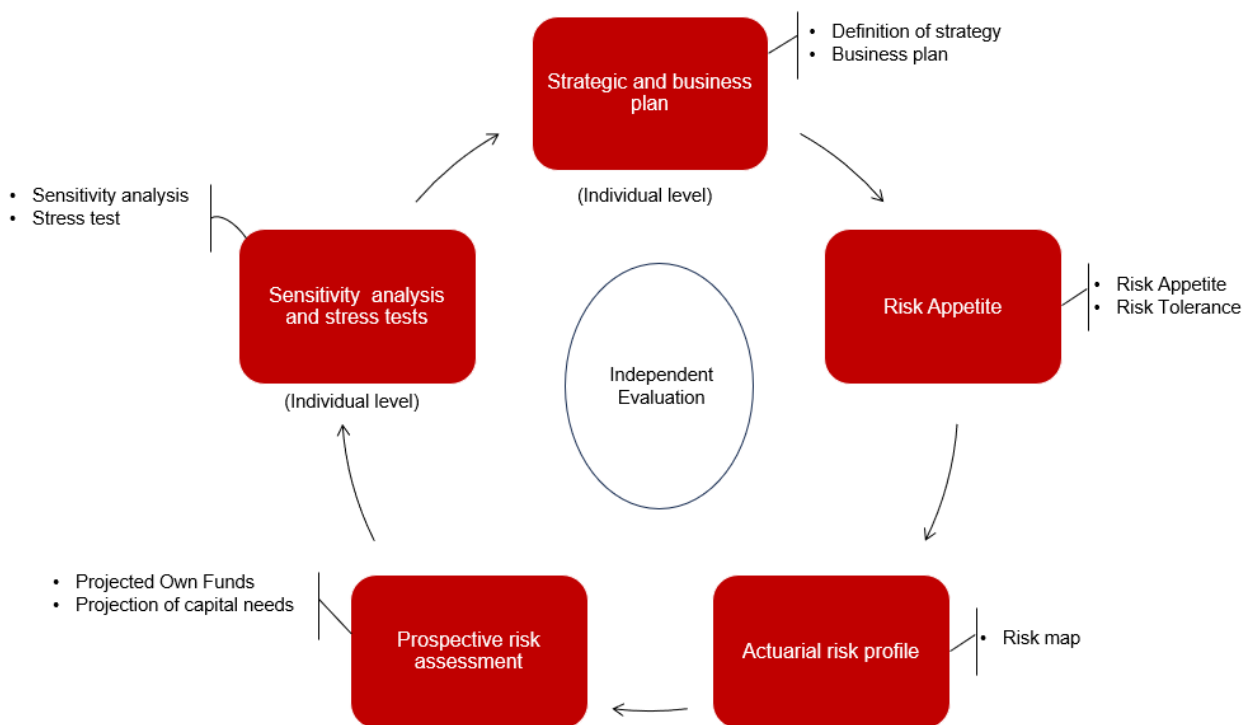 Strategic and business
plan
• Definition of strategy
• Business plan
(Individual level)
Risk Appetite
• Risk Appetite
• Risk Tolerance
Actuarial risk profile
• Risk map
Prospective risk
assessment
• Projected Own Funds
• Projection of capital needs
Sensitivity analysis
and stress tests
• Sensitivity analysis
• Stress test
(Individual level)
Independent
Evaluation